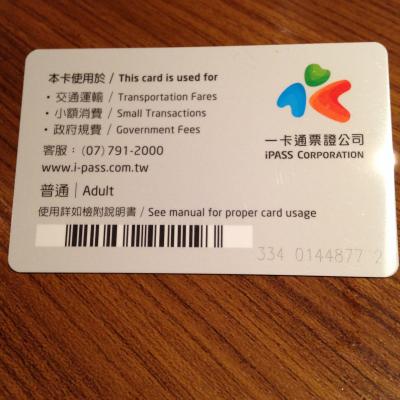 本卡使用於 / This card is used for
・交通運輸 / Transportation Fares
・小額消費 / Small Transactions
・政府規費 / Government Fees
客服：(07) 791-2000
www.i-pass.com.tw
普通 | Adult
使用詳如檢附說明書 / See manual for proper card usage
一卡通票證公司
iPASS CORPORATION
334 0144877 2